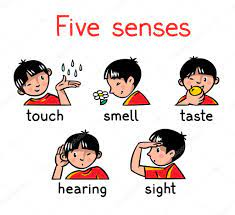 Five senses
touch smell taste
hearing sight